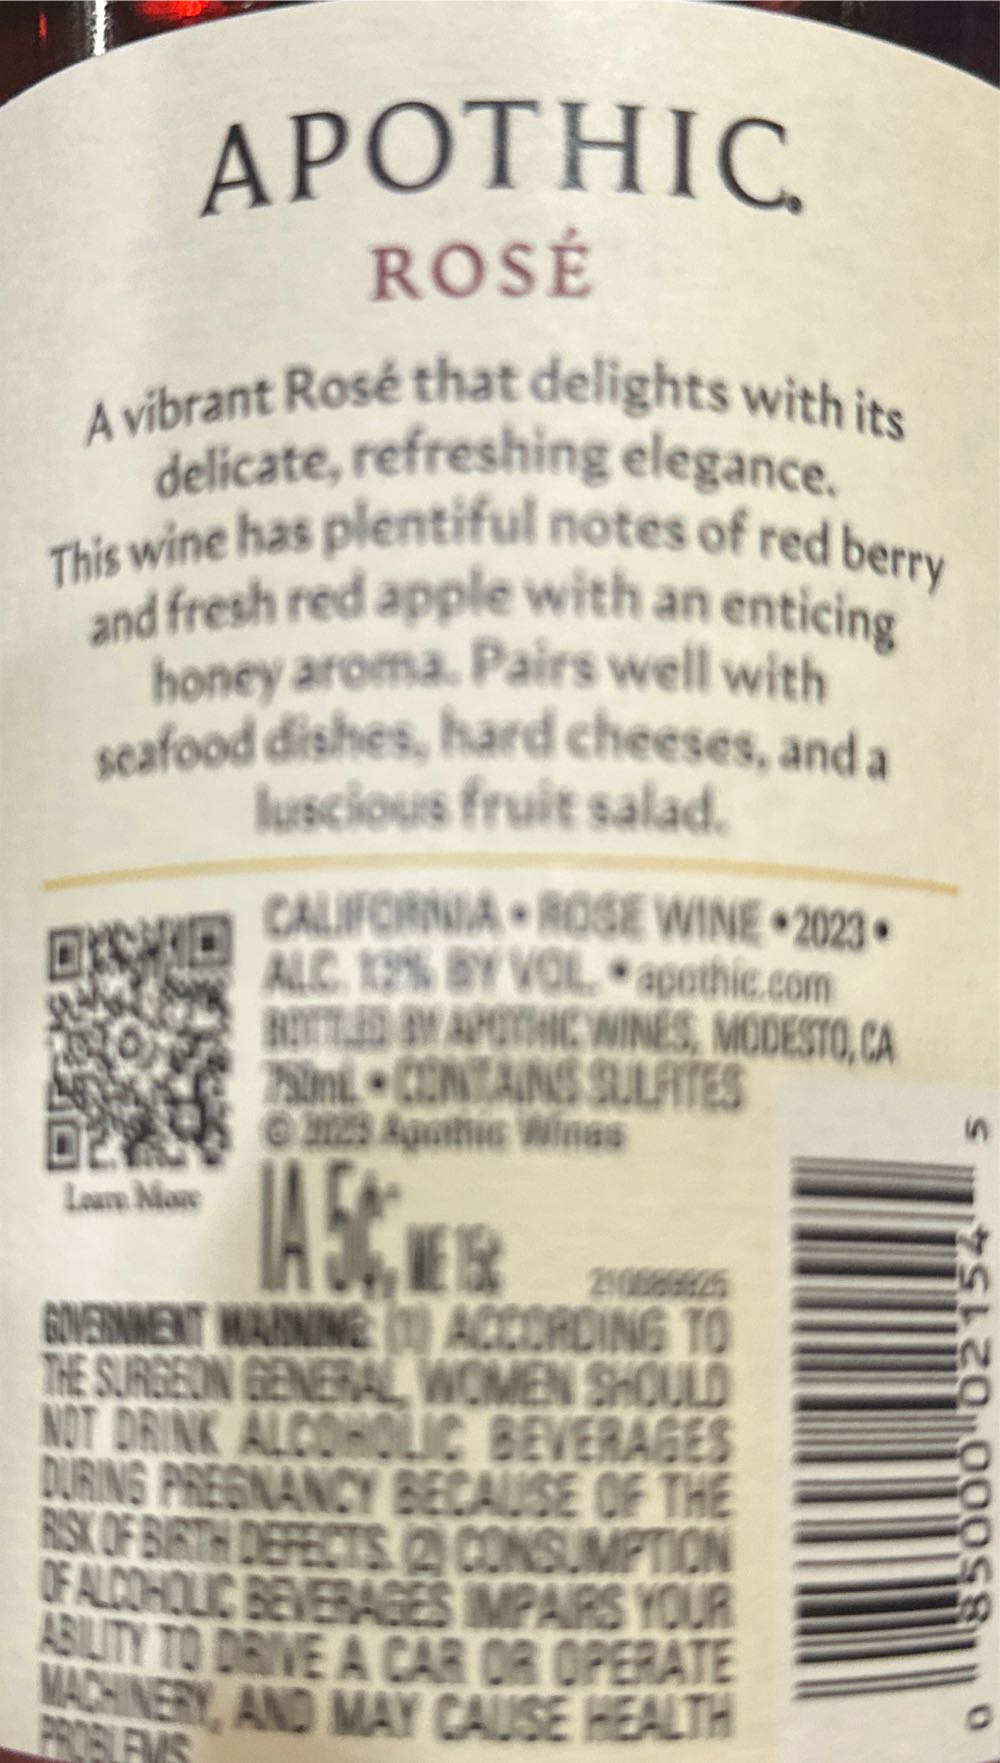 APOTHIC.
ROSÉ
A vibrant Rosé that delights with its
delicate, refreshing elegance.
This wine has plentiful notes of red berry
and fresh red apple with an enticing
honey aroma. Pairs well with
seafood dishes, hard cheeses, and a
luscious fruit salad.
CALIFORNIA • ROSE WINE • 2023 •
ALC. 13% BY VOL. • apothic.com
BOTTLED BY APOTHIC WINES, MODESTO, CA
750mL • CONTAINS SULFITES
© 2023 Apothic Wines
Learn More
IA 5¢, ME 15¢
GOVERNMENT WARNING: (1) ACCORDING TO
THE SURGEON GENERAL, WOMEN SHOULD
NOT DRINK ALCOHOLIC BEVERAGES
DURING PREGNANCY BECAUSE OF THE
RISK OF BIRTH DEFECTS. (2) CONSUMPTION
OF ALCOHOLIC BEVERAGES IMPAIRS YOUR
ABILITY TO DRIVE A CAR OR OPERATE
MACHINERY, AND MAY CAUSE HEALTH
PROBLEMS
0 85000 02154 5